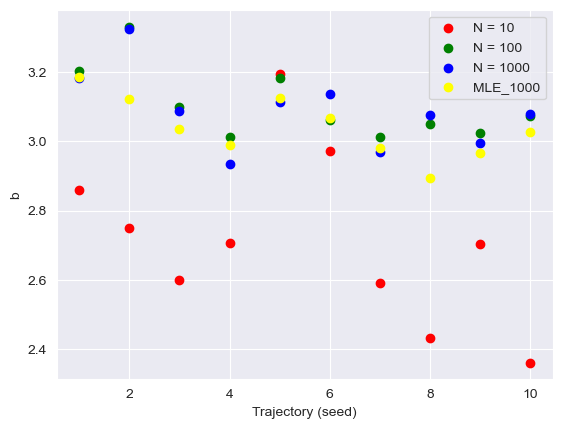 N = 10
N = 100
N = 1000
MLE_1000
3.2
3.0
2.8
2.6
2.4
b
2
4
6
8
10
Trajectory (seed)